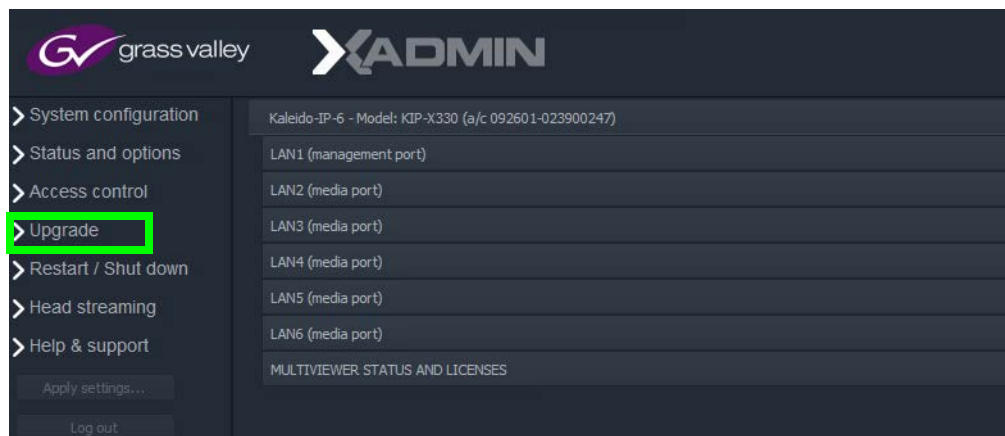 GV grass valley
XADMIN
System configuration
Status and options
Access control
Upgrade
Restart / Shut down
Head streaming
Help & support
Apply settings...
Log out
Kaleido-IP-6 - Model: KIP-X330 (a/c 092601-023900247)
LAN1 (management port)
LAN2 (media port)
LAN3 (media port)
LAN4 (media port)
LAN5 (media port)
LAN6 (media port)
MULTIVIEWER STATUS AND LICENSES